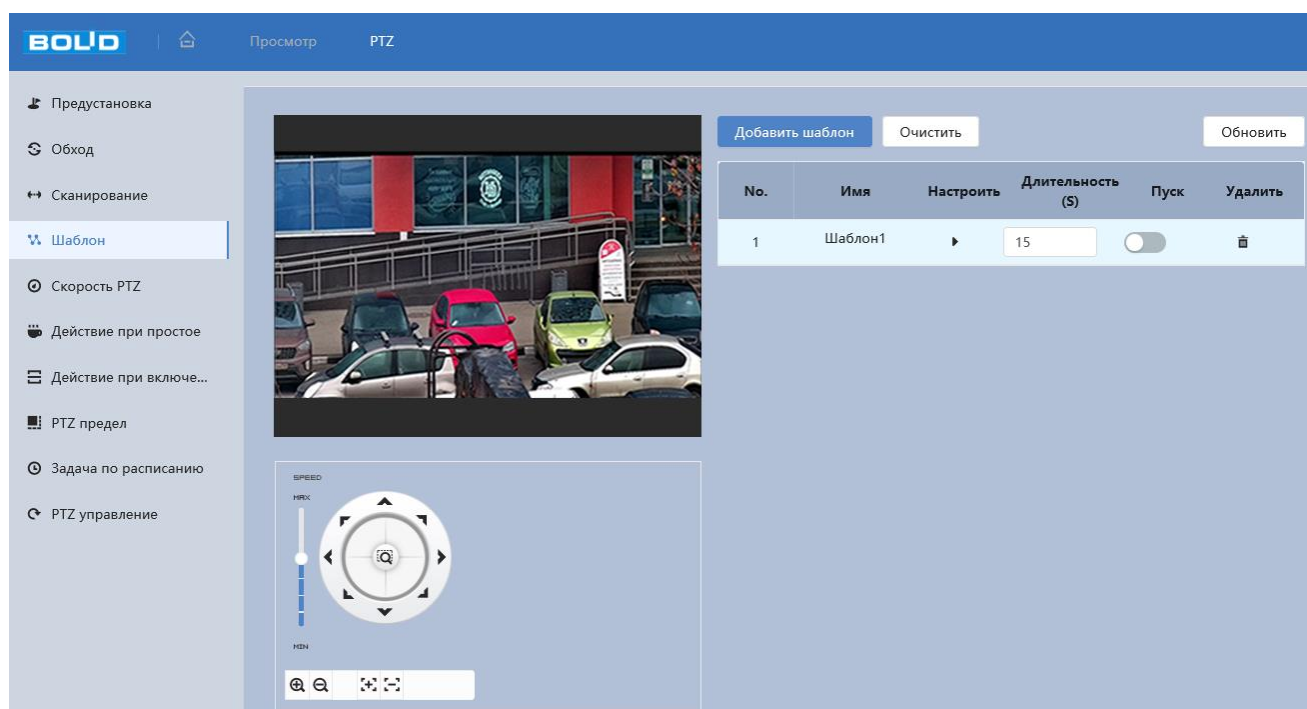 BOLID
Просмотр
PTZ
Предустановка
Обход
Сканирование
Шаблон
Скорость PTZ
Действие при простое
Действие при включе...
PTZ предел
Задача по расписанию
PTZ управление
Добавить шаблон
Очистить
Обновить
No.
Имя
Настроить
Длительность
(S)
Пуск
Удалить
1
Шаблон1
15
SPEED
MAX
MIN